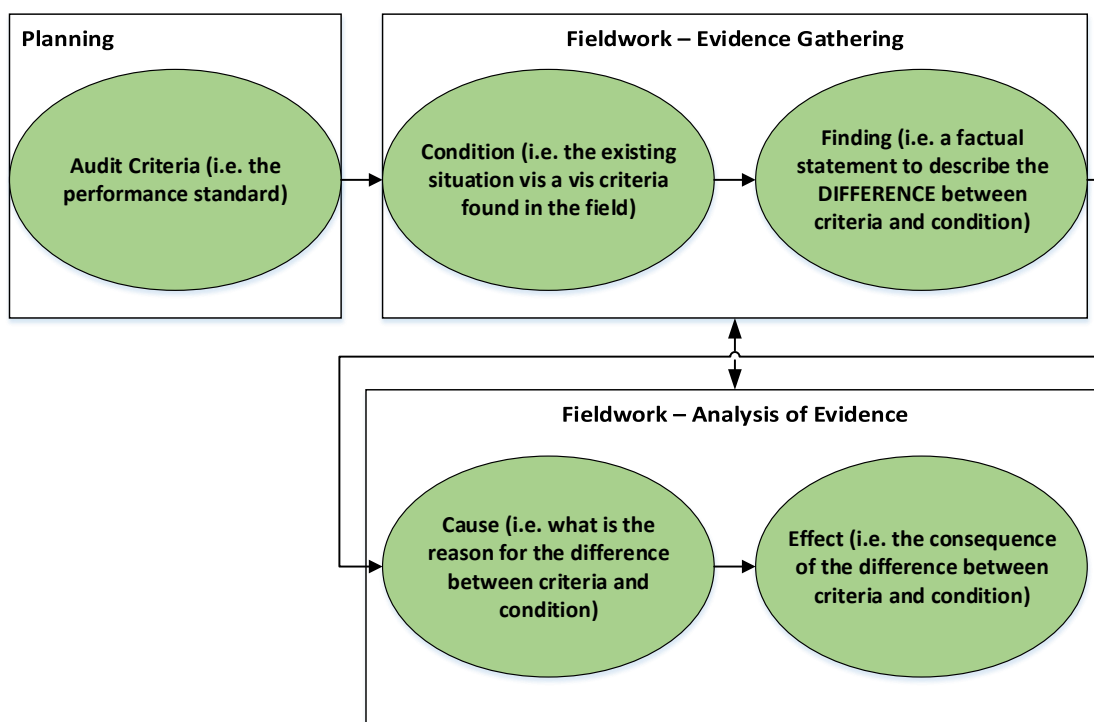 Planning
Audit Criteria (i.e. the
performance standard)
Fieldwork – Evidence Gathering
Condition (i.e. the existing
situation vis a vis criteria
found in the field)
Finding (i.e. a factual
statement to describe the
DIFFERENCE between
criteria and condition)
Fieldwork – Analysis of Evidence
Cause (i.e. what is the
reason for the difference
between criteria and
condition)
Effect (i.e. the consequence
of the difference between
criteria and condition)